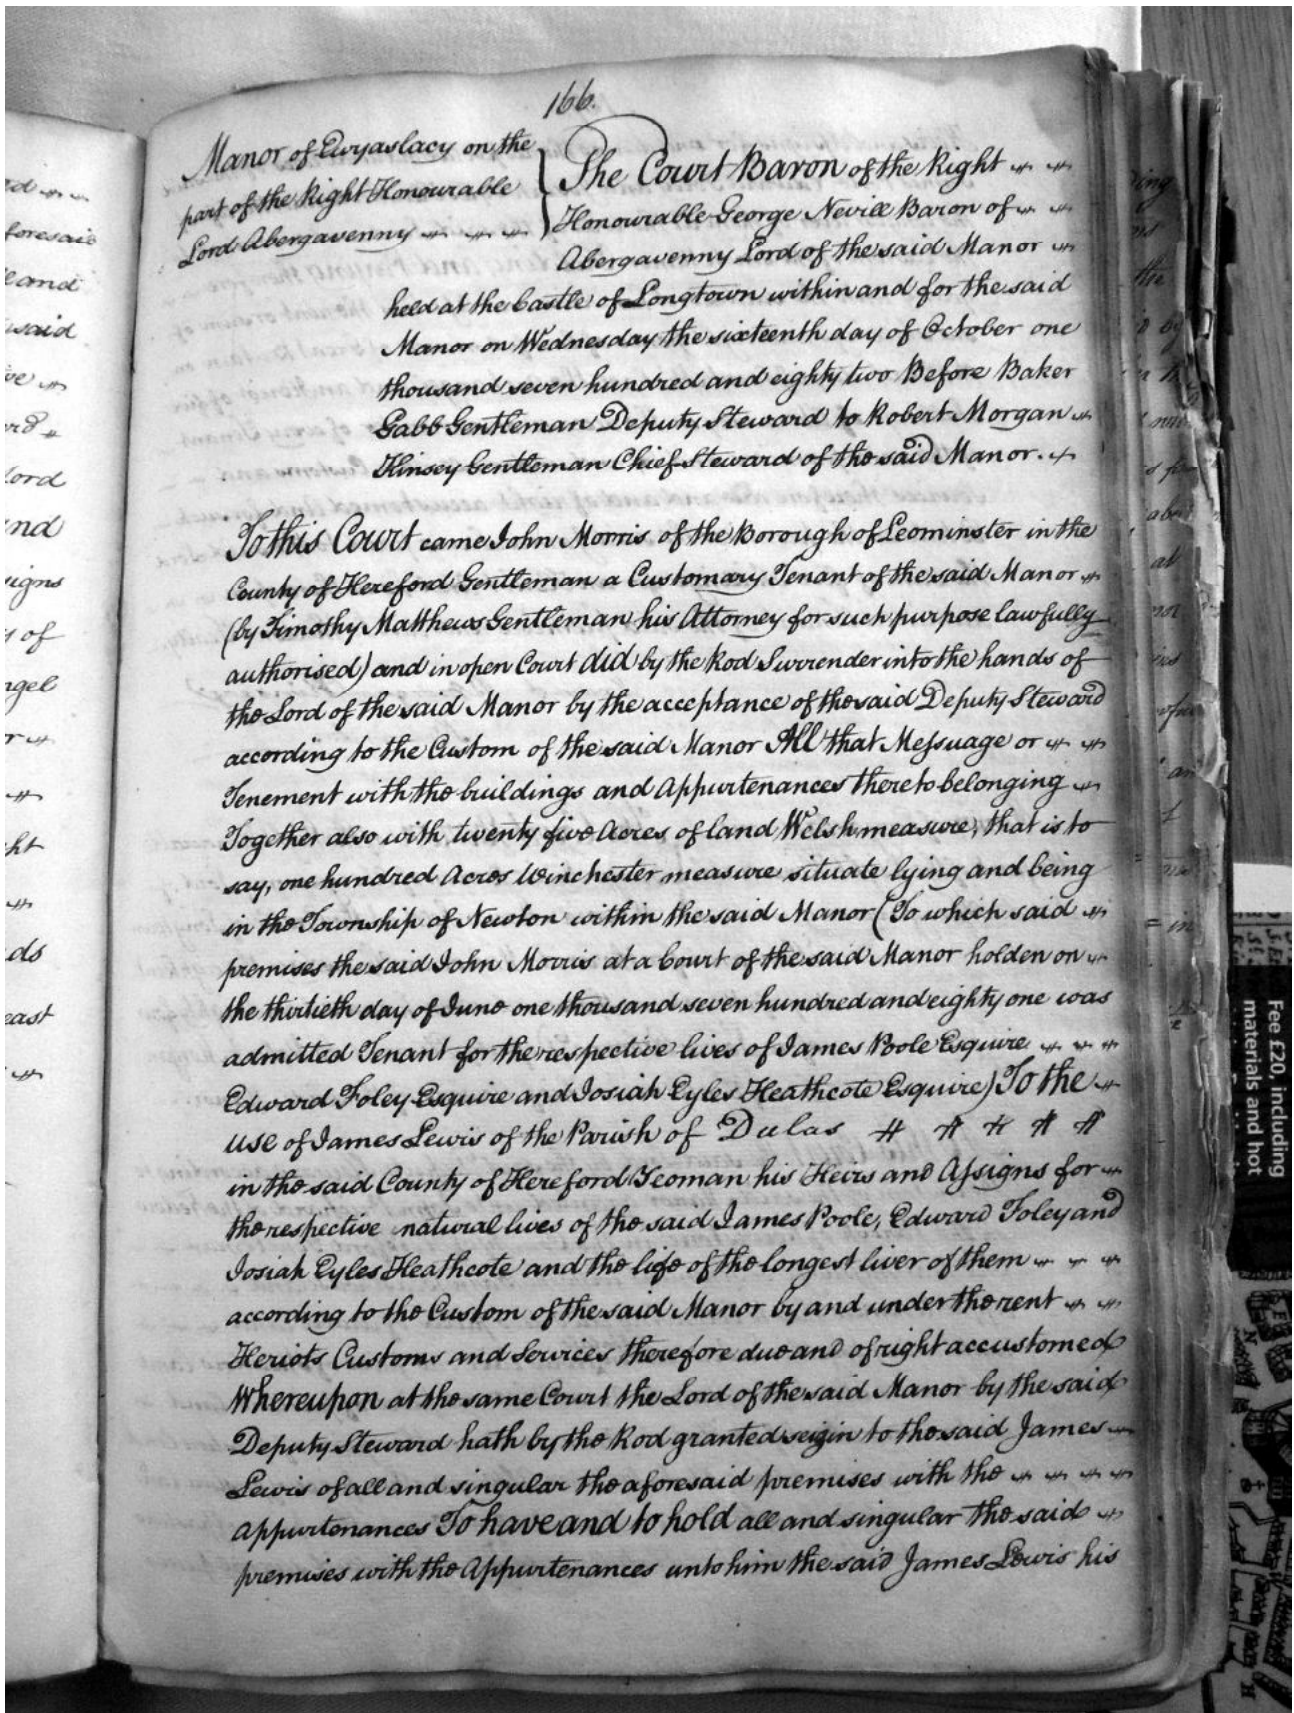 166.
Manor of Ewyaslacy on the
part of the Right Honourable
Lord Abergavenny
The Court Baron of the Right
Honourable George Nevill Baron of
Abergavenny Lord of the said Manor
held at the Castle of Longtown within and for the said
Manor on Wednesday the sixteenth day of October one
thousand seven hundred and eighty two Before Baker
Gabb Gentleman Deputy Steward to Robert Morgan
Kinsey Gentleman Chief Steward of the said Manor.
To this Court came John Morris of the Borough of Leominster in the
County of Hereford Gentleman a Customary Tenant of the said Manor
(by Timothy Matthews Gentleman his Attorney for such purpose lawfully
authorised) and in open Court did by the Rod Surrender into the hands of
the Lord of the said Manor by the acceptance of the said Deputy Steward
according to the Custom of the said Manor All that Messuage or
Tenement with the buildings and Appurtenances thereto belonging
Together also with twenty five Acres of land Welsh measure, that is to
say, one hundred Acres Winchester measure situate lying and being
in the Township of Newton within the said Manor (To which said
premises the said John Morris at a Court of the said Manor holden on
the thirtieth day of June one thousand seven hundred and eighty one was
admitted Tenant for the respective lives of James Poole Esquire
Edward Foley Esquire and Josiah Eyles Heathcote Esquire) To the
use of James Lewis of the Parish of Dulas
in the said County of Hereford Yeoman his Heirs and Assigns for
the respective natural lives of the said James Poole, Edward Foley and
Josiah Eyles Heathcote and the life of the longest liver of them
according to the Custom of the said Manor by and under the rent
Heriots Customs and Services therefore due and of right accustomed
Whereupon at the same Court the Lord of the said Manor by the said
Deputy Steward hath by the Rod granted seizin to the said James
Lewis of all and singular the aforesaid premises with the
appurtenances To have and to hold all and singular the said
premises with the Appurtenances unto him the said James Lewis his
Fee £20, including
materials and hot